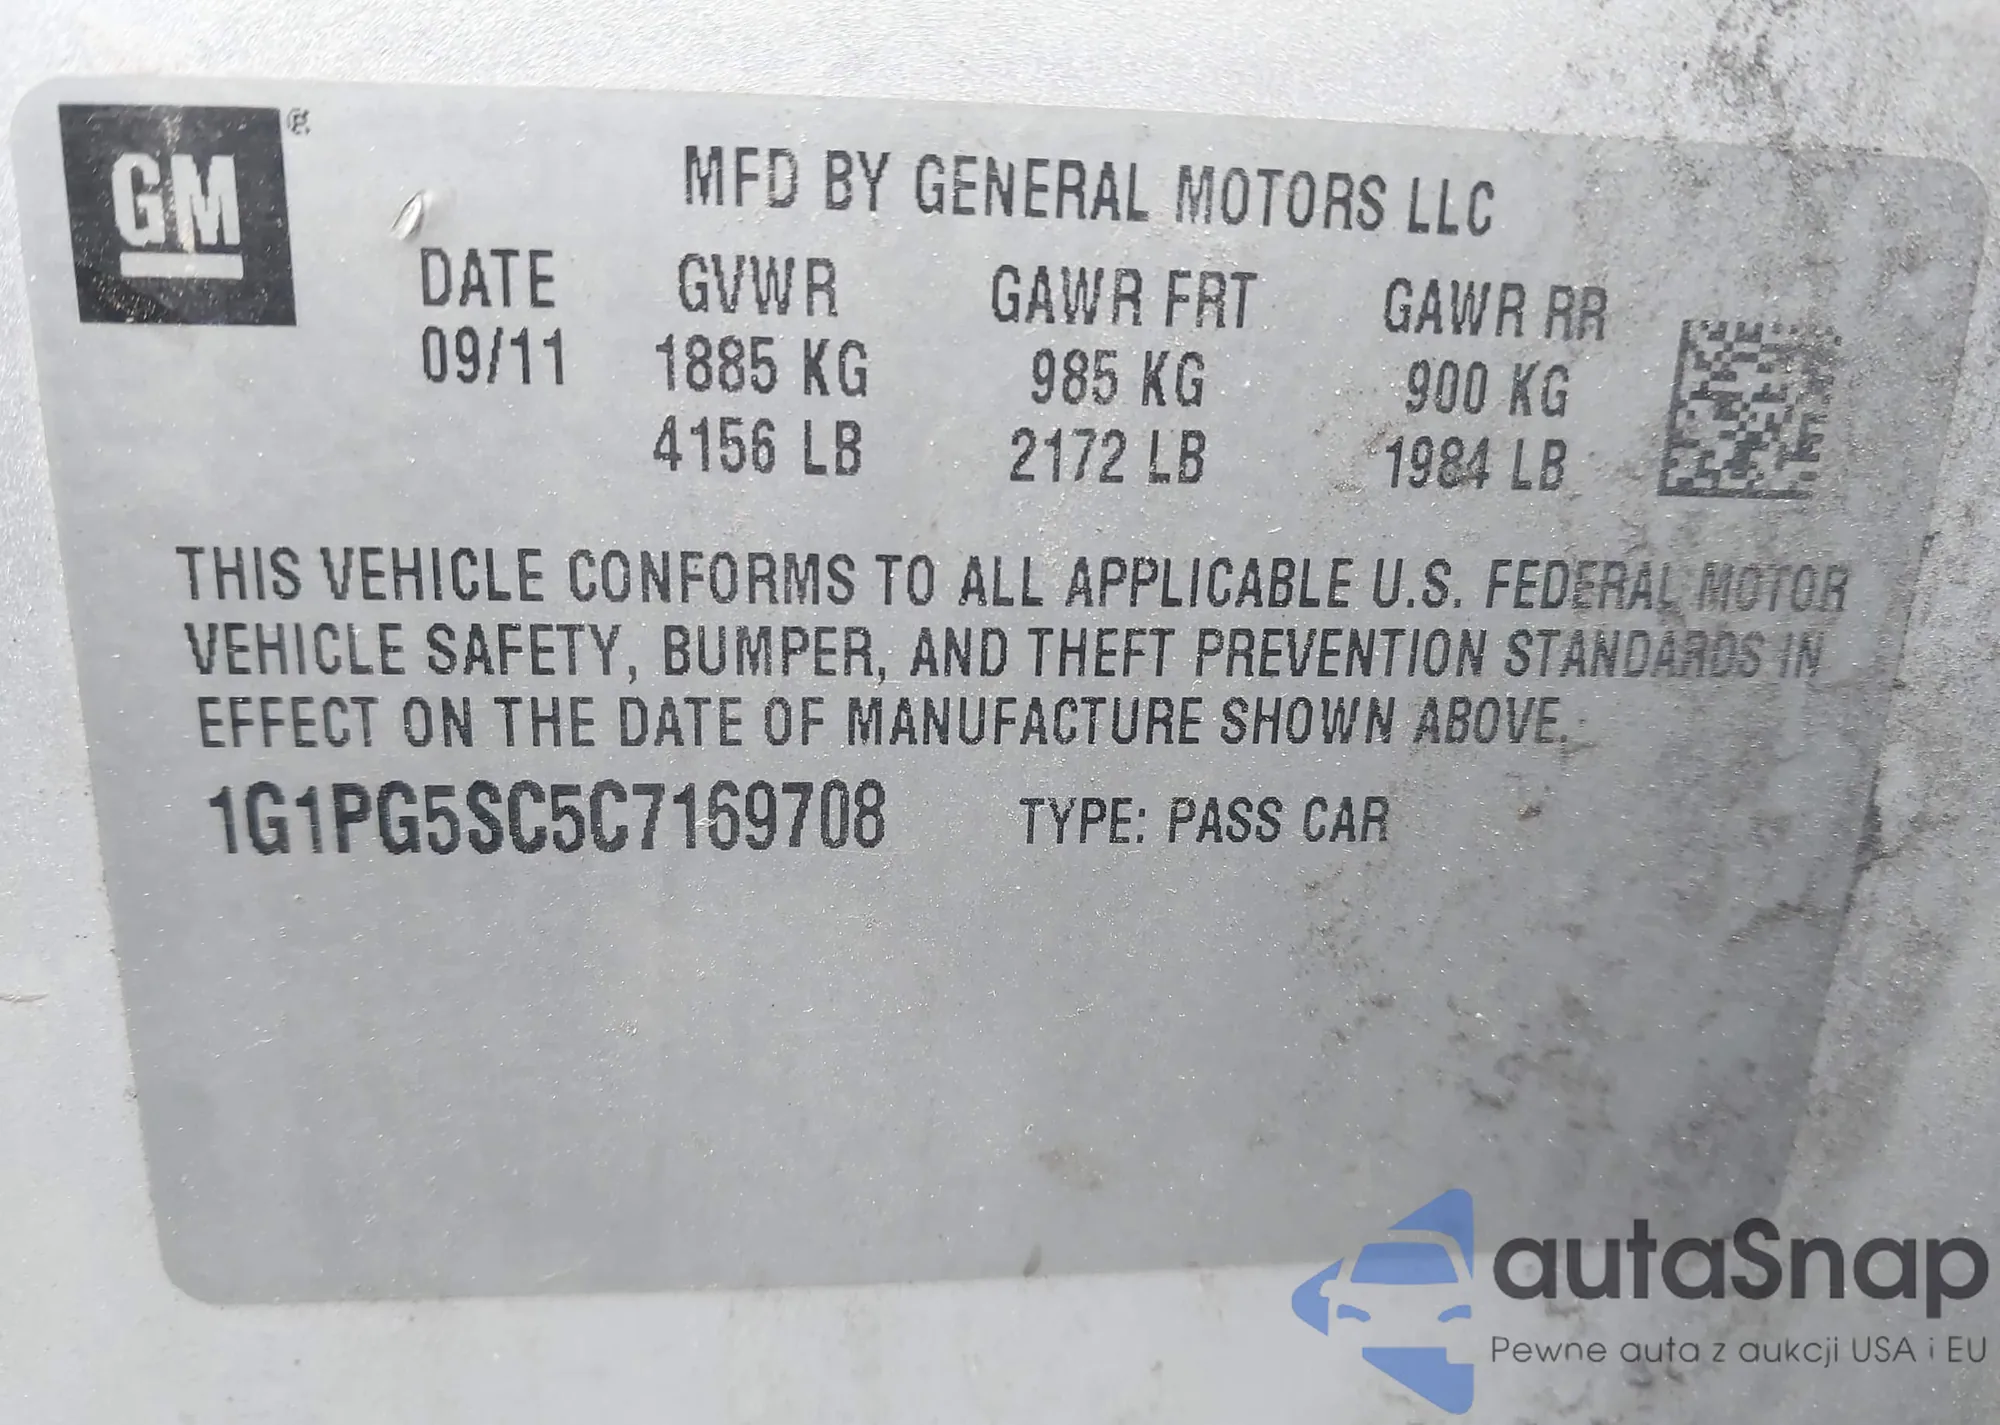 GM ®
MFD BY GENERAL MOTORS LLC
DATE GVWR GAWR FRT GAWR RR
09/11 1885 KG 985 KG 900 KG
4156 LB 2172 LB 1984 LB
THIS VEHICLE CONFORMS TO ALL APPLICABLE U.S. FEDERAL MOTOR
VEHICLE SAFETY, BUMPER, AND THEFT PREVENTION STANDARDS IN
EFFECT ON THE DATE OF MANUFACTURE SHOWN ABOVE.
1G1PG5SC5C7169708 TYPE: PASS CAR
autaSnap
Pewne auta z aukcji USA i EU